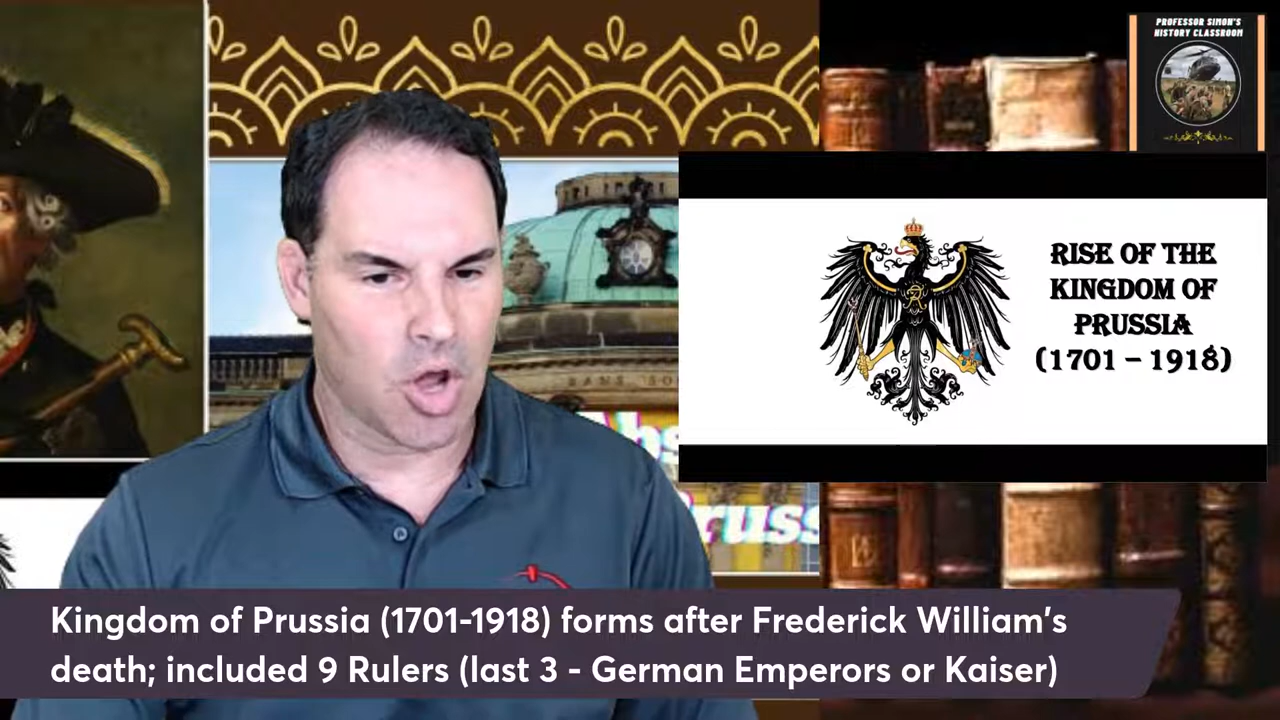 PROFESSOR SIMON'S
HISTORY CLASSROOM
RISE OF THE
KINGDOM OF
PRUSSIA
(1701 – 1918)
Kingdom of Prussia (1701-1918) forms after Frederick William's
death; included 9 Rulers (last 3 - German Emperors or Kaiser)